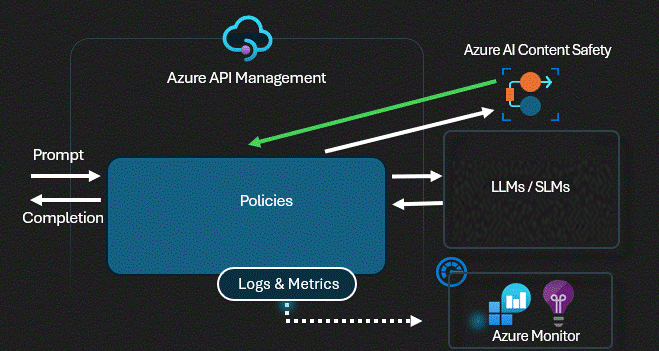 Azure AI Content Safety
Azure API Management
Prompt
Completion
Policies
LLMs / SLMs
Logs & Metrics
Azure Monitor